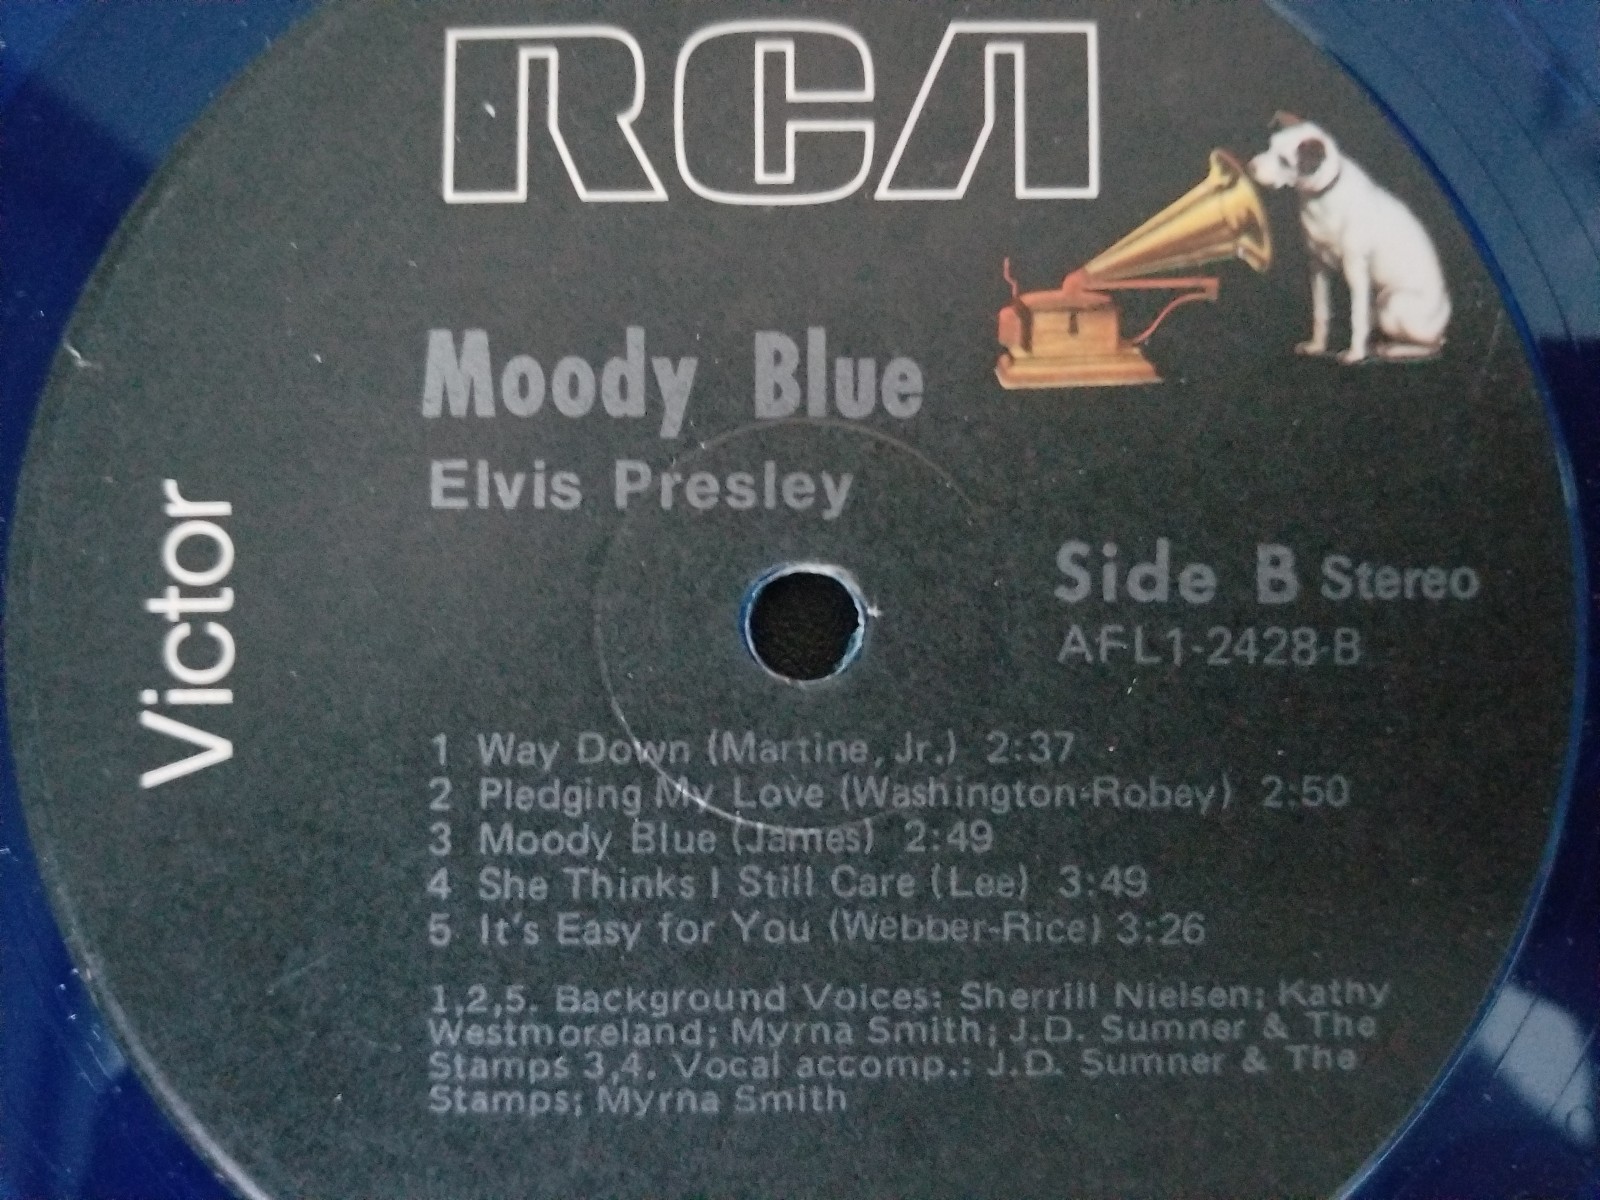 RCA
Moody Blue
Elvis Presley
Victor
Side B Stereo
AFL1-2428-B
1 Way Down (Martine, Jr.) 2:37
2 Pledging My Love (Washington-Robey) 2:50
3 Moody Blue (James) 2:49
4 She Thinks I Still Care (Lee) 3:49
5 It's Easy for You (Webber-Rice) 3:26
1,2,5. Background Voices: Sherrill Nielsen; Kathy
Westmoreland; Myrna Smith; J.D. Sumner & The
Stamps 3,4. Vocal accomp.: J.D. Sumner & The
Stamps; Myrna Smith